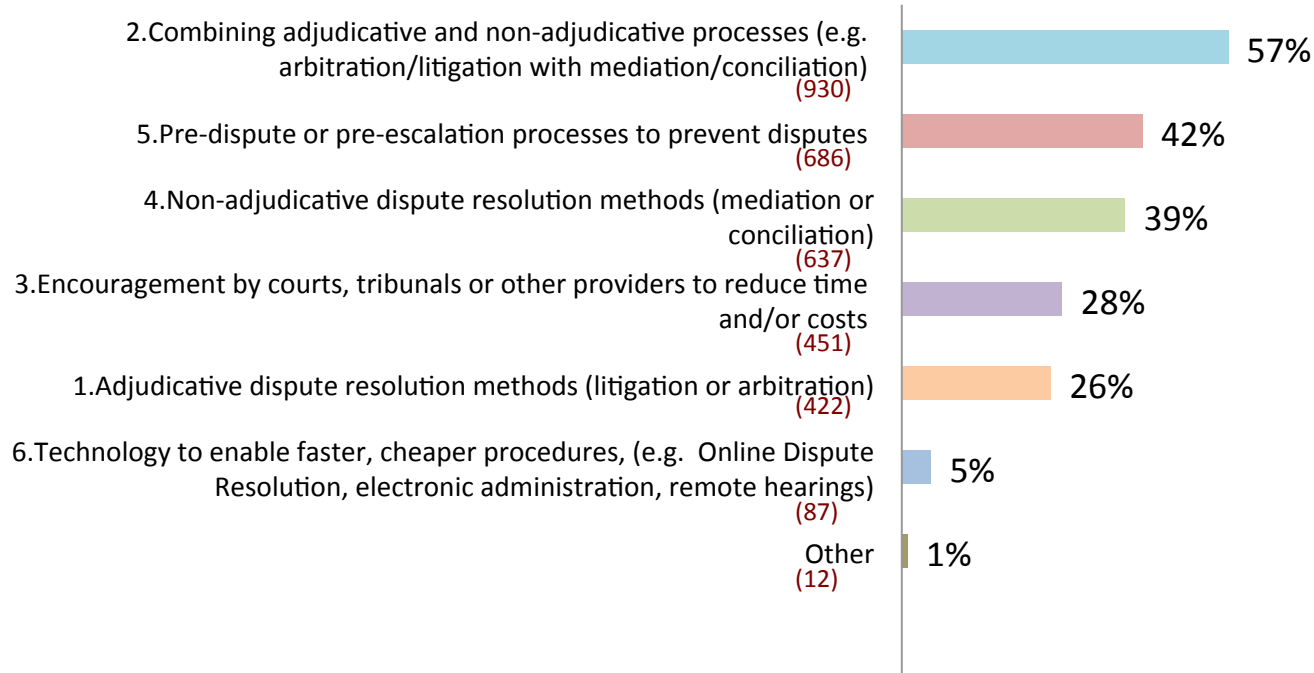 2.Combining adjudicative and non-adjudicative processes (e.g.
arbitration/litigation with mediation/conciliation)
(930)
57%
5.Pre-dispute or pre-escalation processes to prevent disputes
(686)
42%
4.Non-adjudicative dispute resolution methods (mediation or
conciliation)
(637)
39%
3.Encouragement by courts, tribunals or other providers to reduce time
and/or costs
(451)
28%
1.Adjudicative dispute resolution methods (litigation or arbitration)
(422)
26%
6.Technology to enable faster, cheaper procedures, (e.g. Online Dispute
Resolution, electronic administration, remote hearings)
(87)
5%
Other
(12)
1%